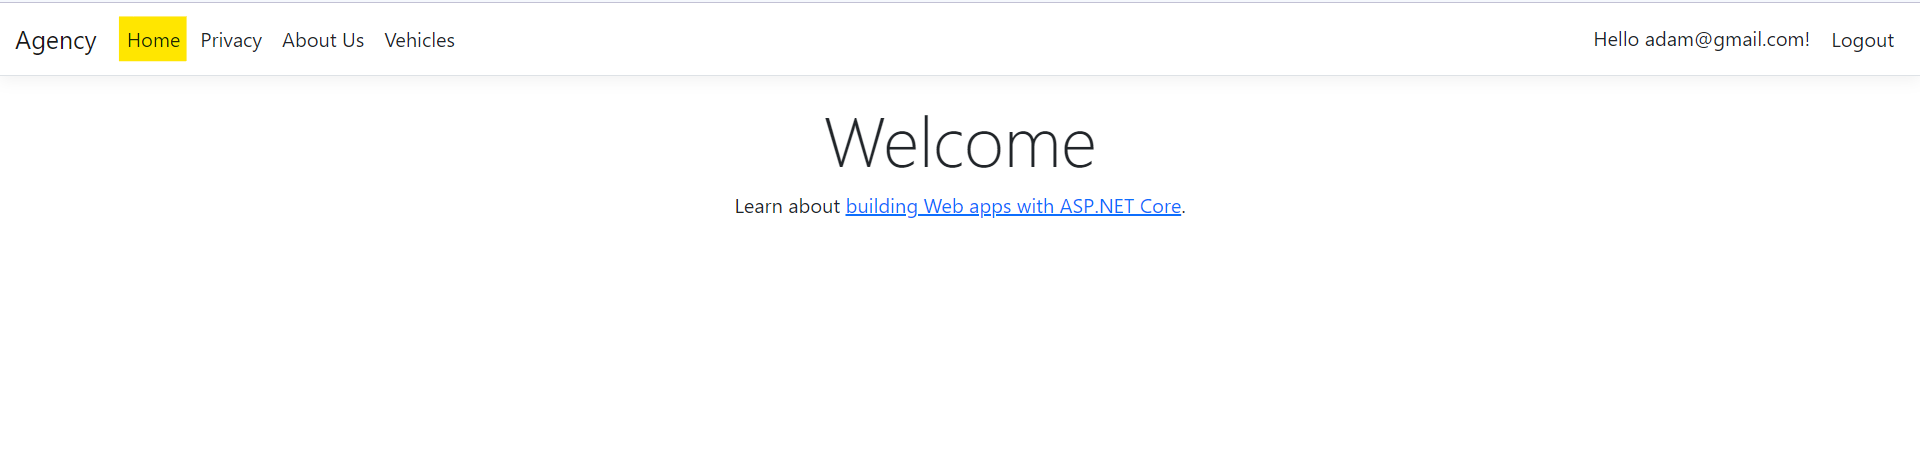 Agency Home Privacy About Us Vehicles Hello adam@gmail.com! Logout
Welcome
Learn about building Web apps with ASP.NET Core.